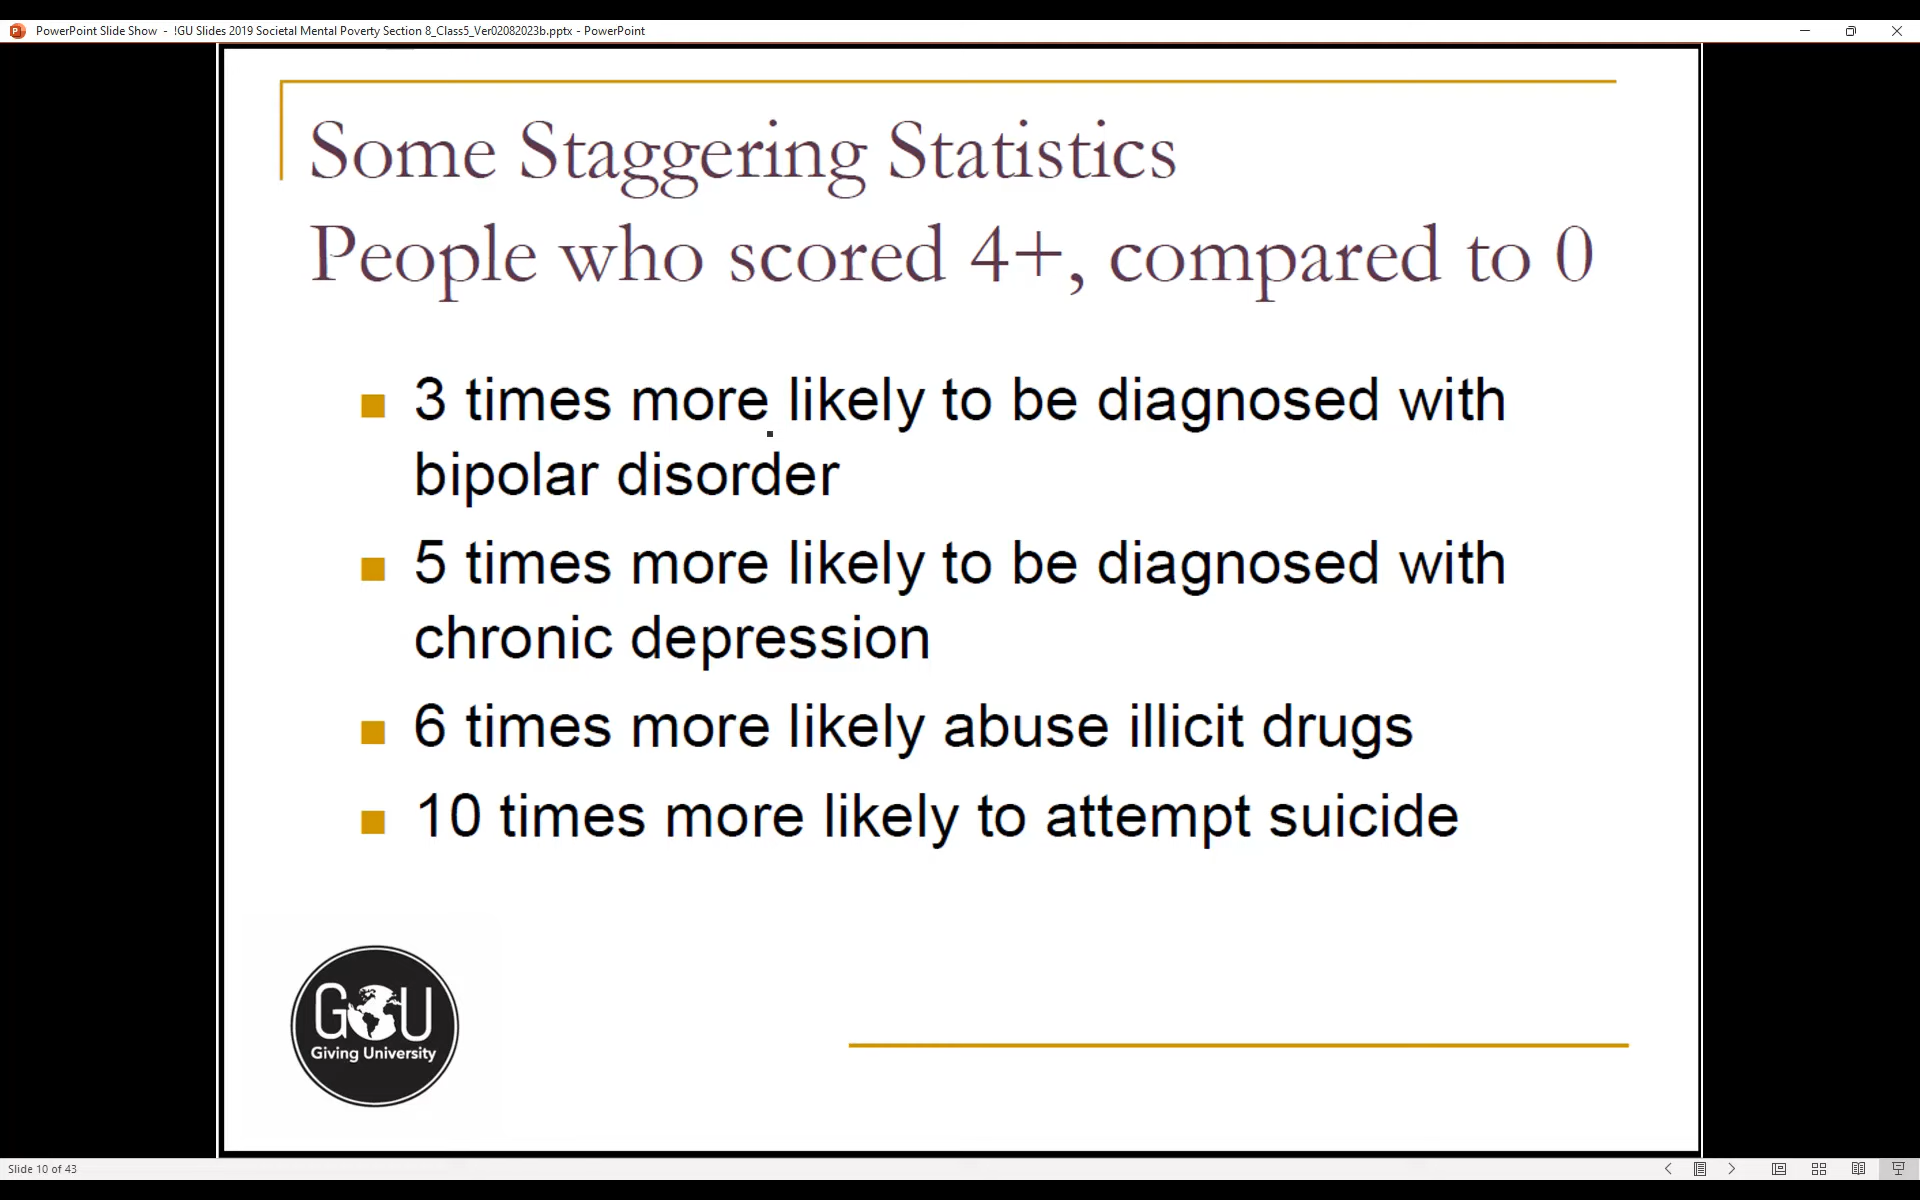 PowerPoint Slide Show - !GU Slides 2019 Societal Mental Poverty Section 8_Class5_Ver02082023b.pptx - PowerPoint
Some Staggering Statistics
People who scored 4+, compared to 0
3 times more likely to be diagnosed with
bipolar disorder
5 times more likely to be diagnosed with
chronic depression
6 times more likely abuse illicit drugs
10 times more likely to attempt suicide
GU
Giving University
Slide 10 of 43